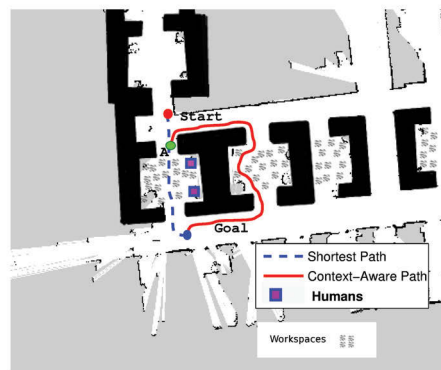 Start
A
Goal
Shortest Path
Context-Aware Path
Humans
Workspaces